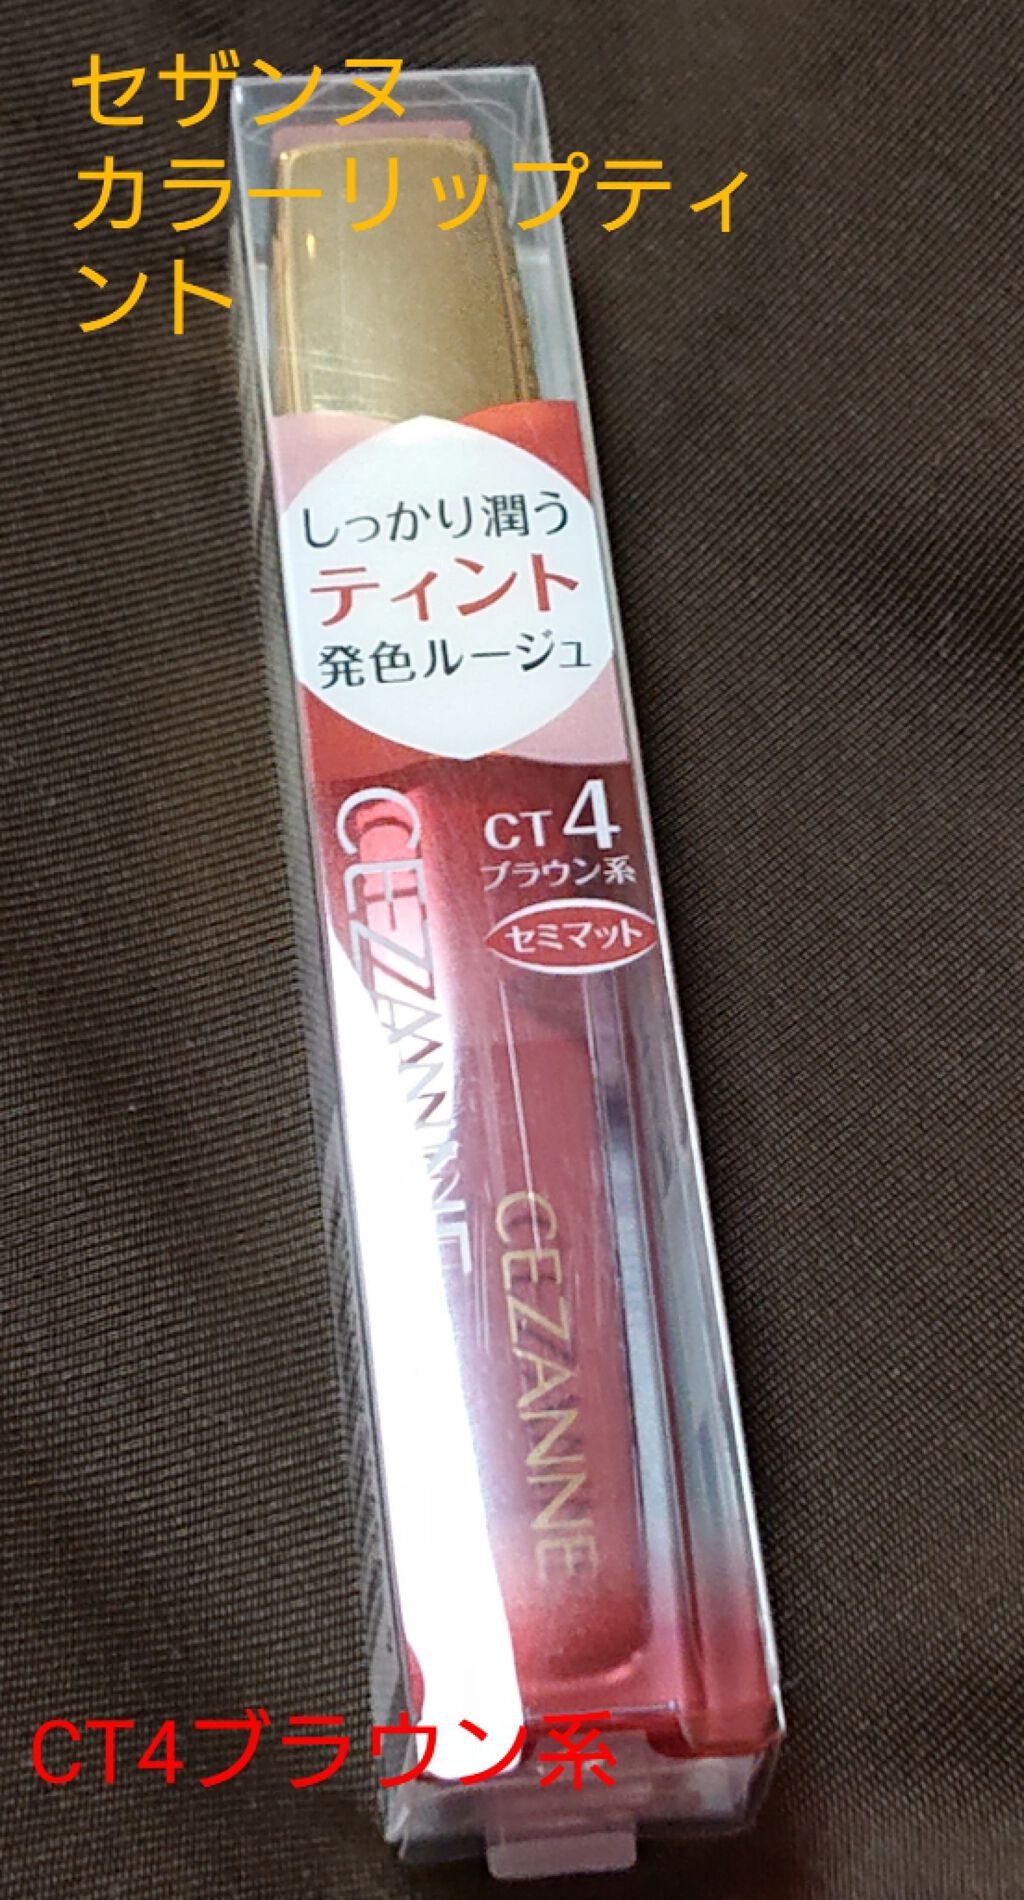 セザンヌ
カラーリップティ
ント
しっかり潤う
ティント
発色ルージュ
CT4
ブラウン系
セミマット
CEZANNE
CEZANNE
CT4ブラウン系